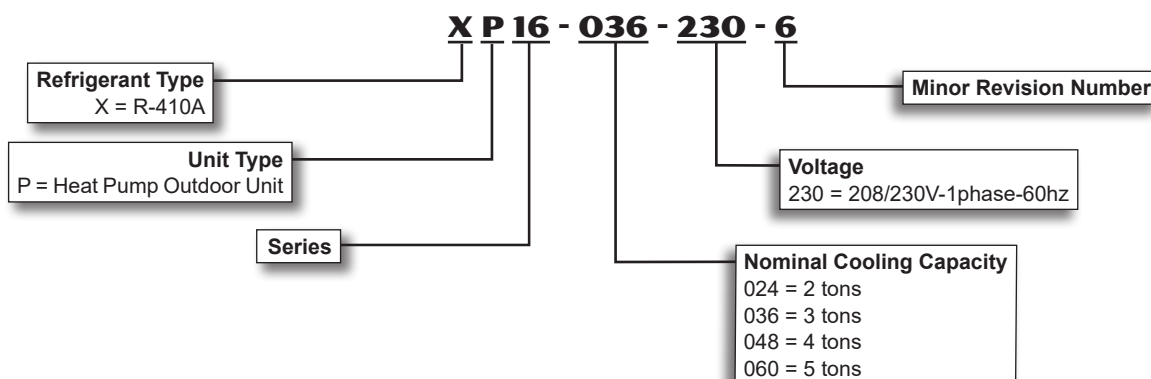 XP16-036-230-6
Refrigerant Type
X = R-410A
Minor Revision Number
Unit Type
P = Heat Pump Outdoor Unit
Voltage
230 = 208/230V-1phase-60hz
Series
Nominal Cooling Capacity
024 = 2 tons
036 = 3 tons
048 = 4 tons
060 = 5 tons